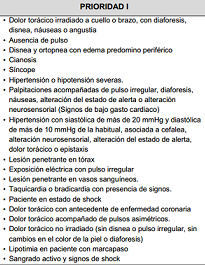 PRIORIDAD I
• Dolor torácico irradiado a cuello o brazo, con diaforesis,
disnea, náuseas o angustia
• Ausencia de pulso
• Disnea y ortopnea con edema predominio periférico
• Cianosis
• Síncope
• Hipertensión o hipotensión severas.
• Palpitaciones acompañadas de pulso irregular, diaforesis,
náuseas, alteración del estado de alerta o alteración
neurosensorial (Signos de bajo gasto cardiaco)
• Hipertensión con sistólica de más de 20 mmHg y diastólica
de más de 10 mmHg de la habitual, asociada a cefalea,
alteración neurosensorial, alteración del estado de alerta,
dolor torácico o epistaxis
• Lesión penetrante en tórax
• Exposición eléctrica con pulso irregular
• Lesión penetrante en vasos sanguíneos.
• Taquicardia o bradicardia con presencia de signos.
• Paciente en estado de shock
• Dolor torácico con antecedente de enfermedad coronaria
• Dolor torácico acompañado de pulsos asimétricos.
• Dolor torácico no irradiado (sin disnea o pulso irregular, sin
cambios en el color de la piel o diaforesis)
• Lipotimia en paciente con marcapaso
• Sangrado activo y signos de shock